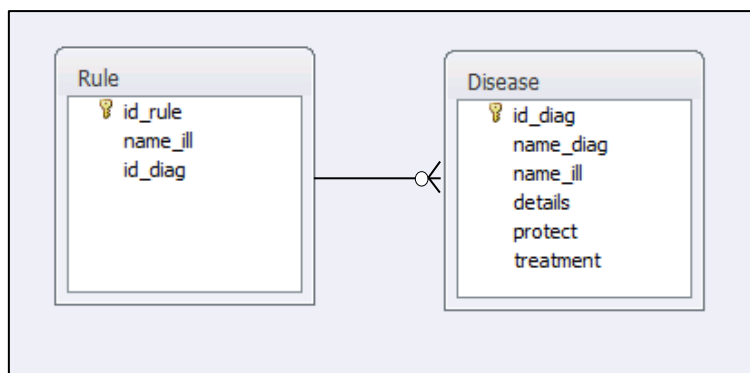 Rule
id_rule
name_ill
id_diag
Disease
id_diag
name_diag
name_ill
details
protect
treatment